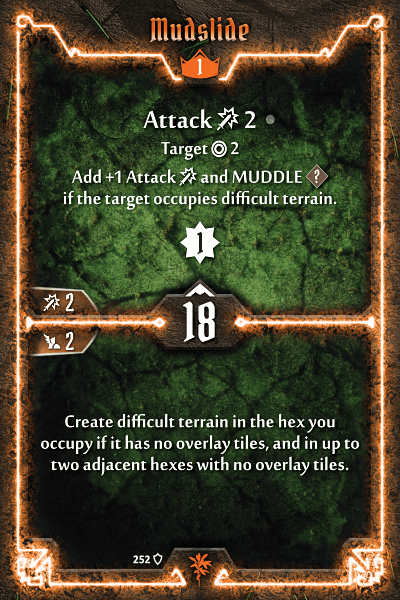 Mudslide
1
Attack 2
Target 2
Add +1 Attack and MUDDLE ?
if the target occupies difficult terrain.
1
2
18
2
Create difficult terrain in the hex you
occupy if it has no overlay tiles, and in up to
two adjacent hexes with no overlay tiles.
252